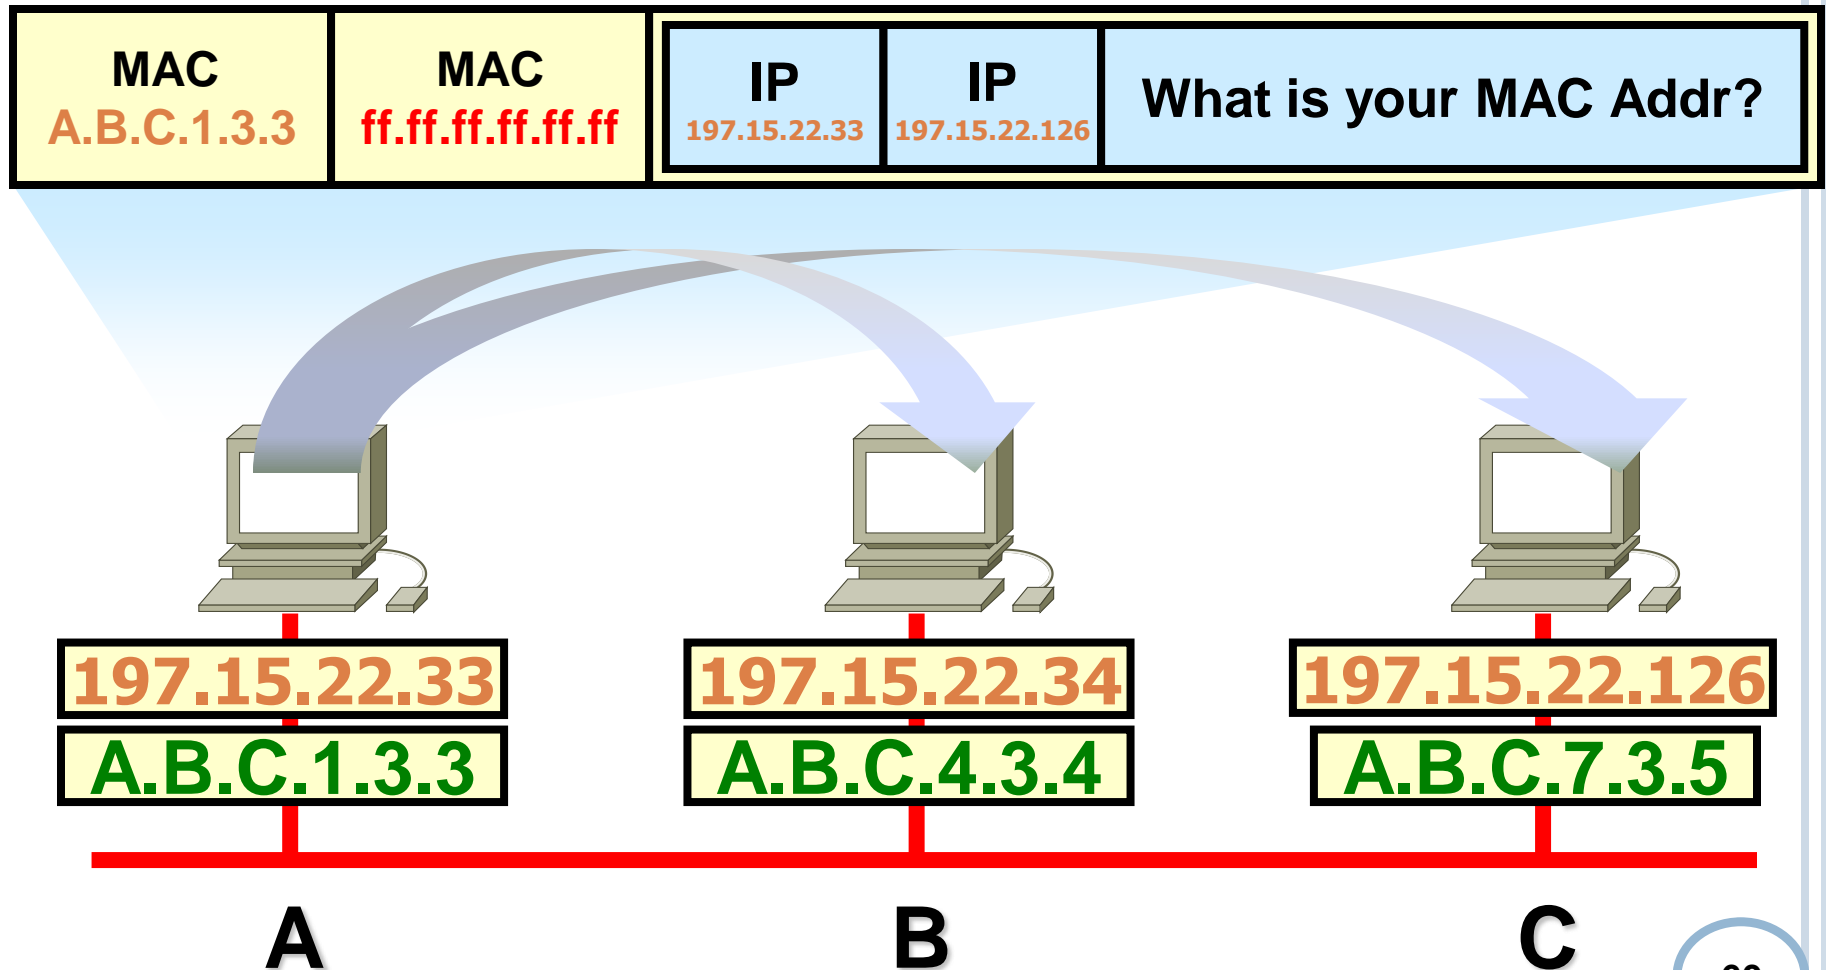 MAC
A.B.C.1.3.3
MAC
ff.ff.ff.ff.ff.ff
IP
197.15.22.33
IP
197.15.22.126
What is your MAC Addr?
197.15.22.33
197.15.22.34
197.15.22.126
A.B.C.1.3.3
A.B.C.4.3.4
A.B.C.7.3.5
A
B
C